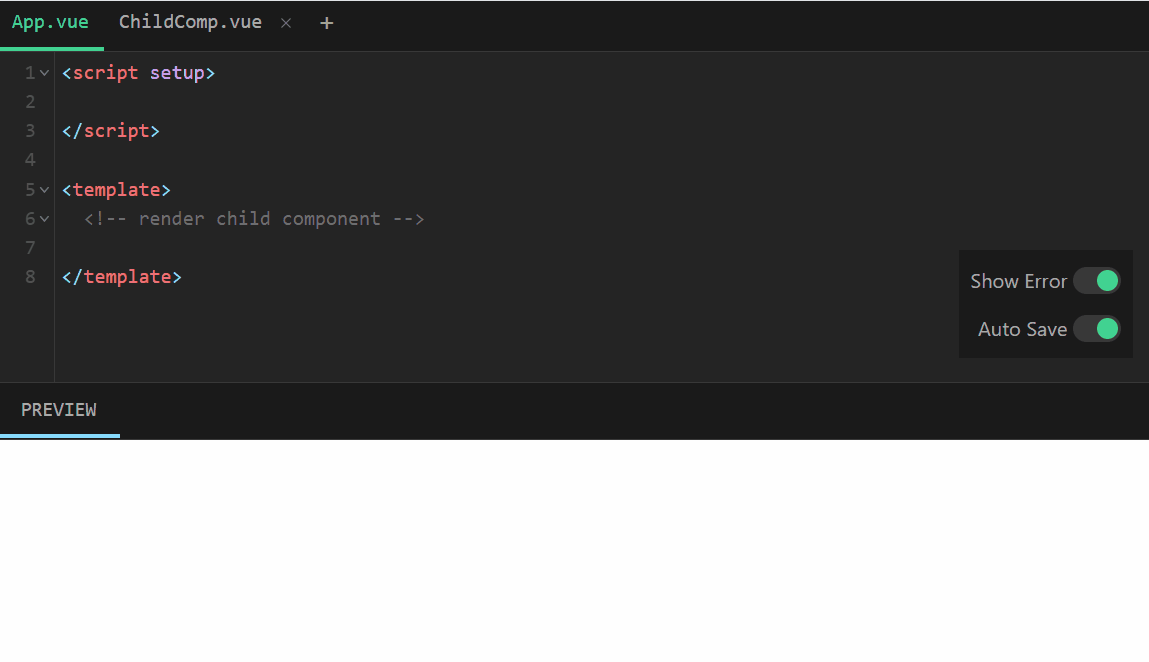 App.vue ChildComp.vue × +
1 <script setup>
2
3 </script>
4
5 <template>
6   <!-- render child component -->
7
8 </template>
Show Error
Auto Save
PREVIEW